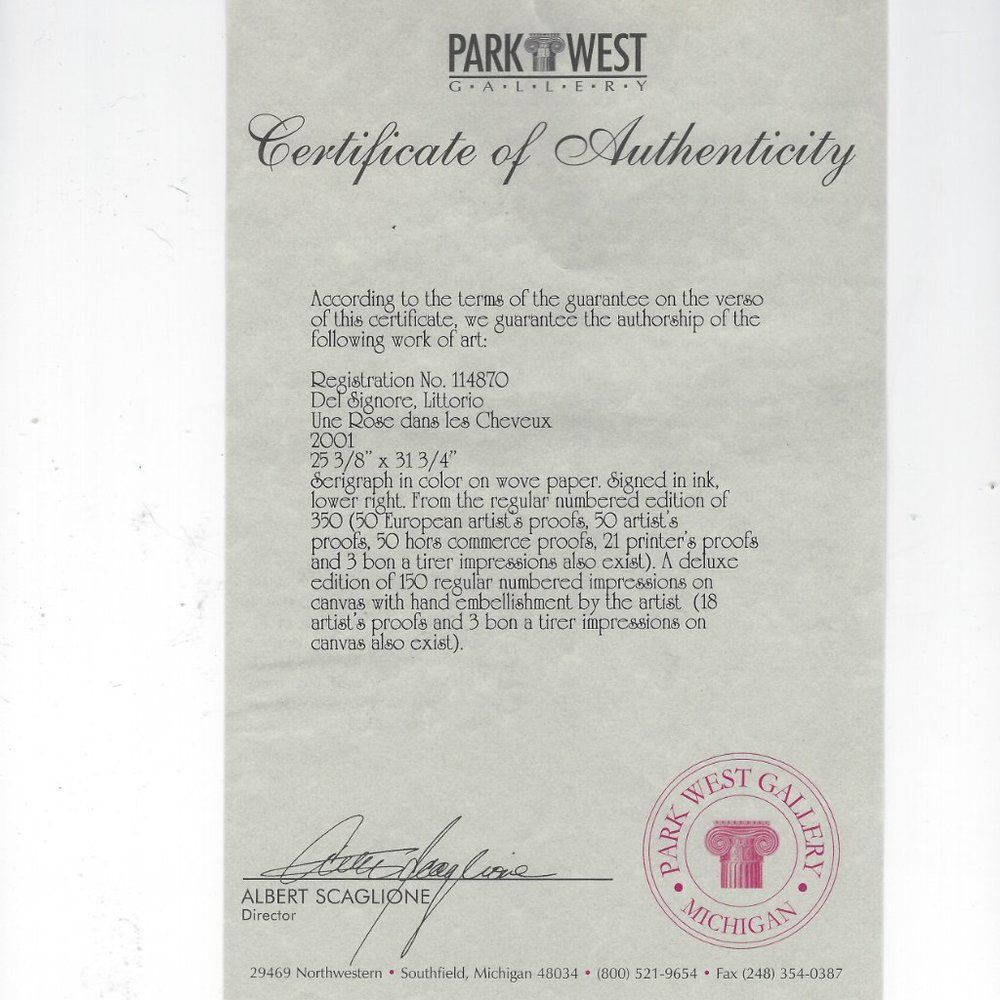 PARK WEST
G•A•L•L•E•R•Y
Certificate of Authenticity
According to the terms of the guarantee on the verso
of this certificate, we guarantee the authorship of the
following work of art:
Registration No. 114870
Del Signore, Littorio
Une Rose dans les Cheveux
2001
25 3/8" x 31 3/4"
Serigraph in color on wove paper. Signed in ink,
lower right. From the regular numbered edition of
350 (50 European artist's proofs, 50 artist's
proofs, 50 hors commerce proofs, 21 printer's proofs
and 3 bon a tirer impressions also exist). A deluxe
edition of 150 regular numbered impressions on
canvas with hand embellishment by the artist (18
artist's proofs and 3 bon a tirer impressions on
canvas also exist).
PARK WEST GALLERY
• MICHIGAN •
Albert Scaglione
ALBERT SCAGLIONE
Director
29469 Northwestern • Southfield, Michigan 48034 • (800) 521-9654 • Fax (248) 354-0387